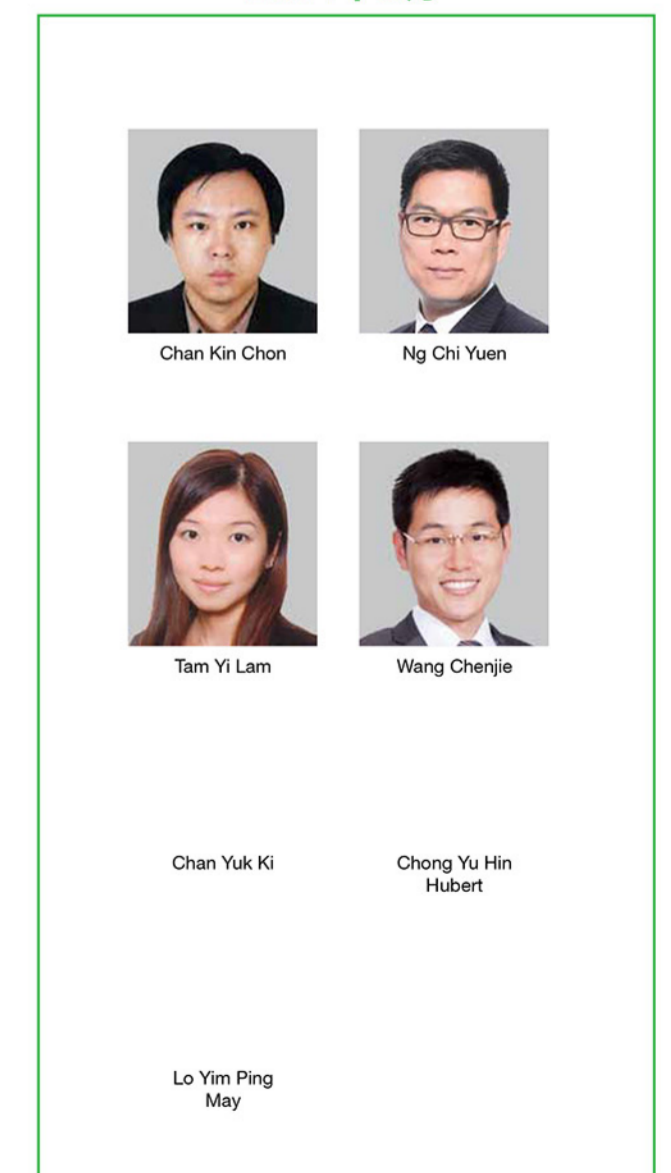 Chan Kin Chon
Ng Chi Yuen
Tam Yi Lam
Wang Chenjie
Chan Yuk Ki
Chong Yu Hin
Hubert
Lo Yim Ping
May